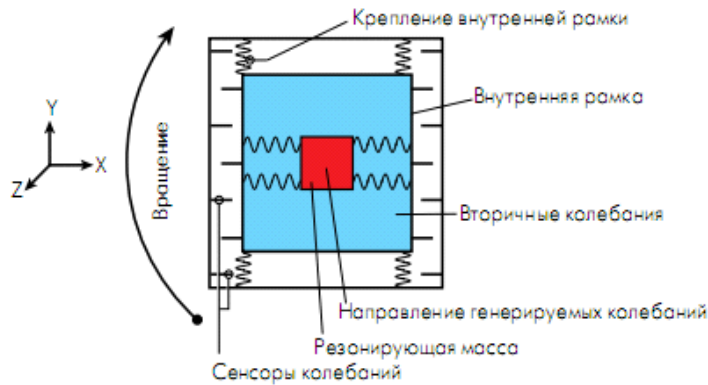 Крепление внутренней рамки
Внутренняя рамка
Y
X
Z
Вращение
Вторичные колебания
Направление генерируемых колебаний
Резонирующая масса
Сенсоры колебаний